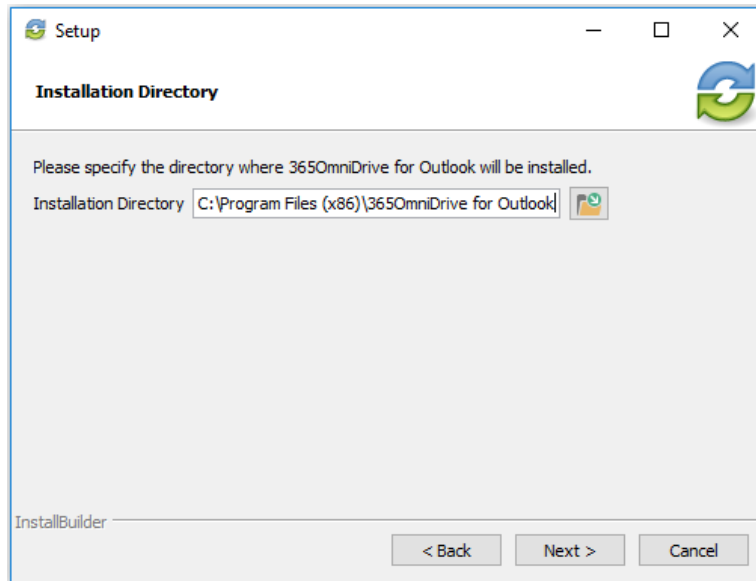 Setup
Installation Directory
Please specify the directory where 365OmniDrive for Outlook will be installed.
Installation Directory C:\Program Files (x86)\365OmniDrive for Outlook
InstallBuilder
< Back Next > Cancel